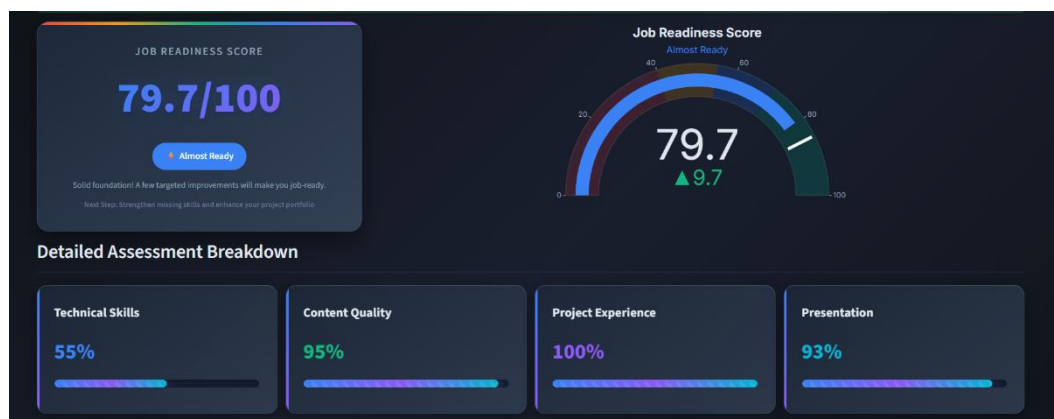 JOB READINESS SCORE
79.7/100
Almost Ready
Solid foundation! A few targeted improvements will make you job-ready.
Next Step: Strengthen missing skills and enhance your project portfolio
Job Readiness Score
Almost Ready
0
20
40
60
80
100
79.7
▲9.7
Detailed Assessment Breakdown
Technical Skills
55%
Content Quality
95%
Project Experience
100%
Presentation
93%